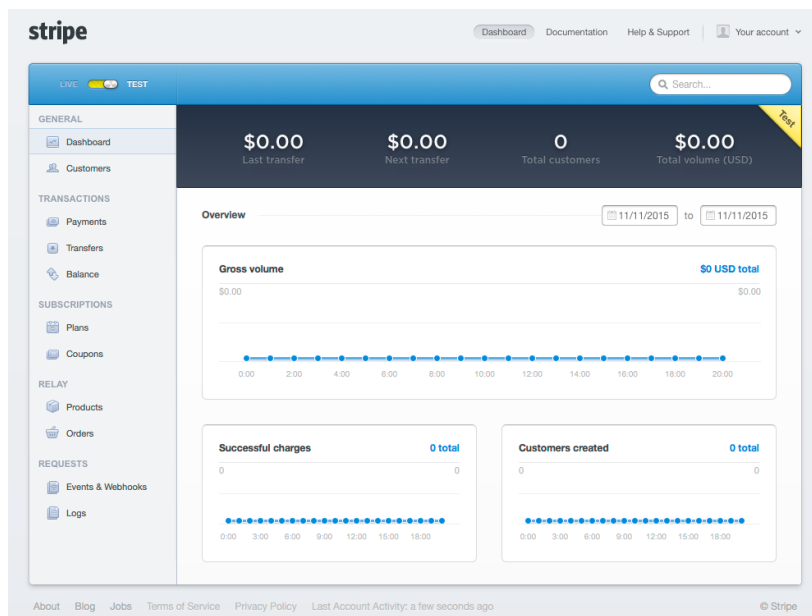 stripe
Dashboard Documentation Help & Support Your account
LIVE TEST
Search...
GENERAL
Dashboard
Customers
TRANSACTIONS
Payments
Transfers
Balance
SUBSCRIPTIONS
Plans
Coupons
RELAY
Products
Orders
REQUESTS
Events & Webhooks
Logs
$0.00 $0.00 0 $0.00
Last transfer Next transfer Total customers Total volume (USD)
Test
Overview 11/11/2015 to 11/11/2015
Gross volume $0 USD total
$0.00 $0.00
0:00 2:00 4:00 6:00 8:00 10:00 12:00 14:00 16:00 18:00 20:00
Successful charges 0 total
0 0
0:00 3:00 6:00 9:00 12:00 15:00 18:00
Customers created 0 total
0 0
0:00 3:00 6:00 9:00 12:00 15:00 18:00
About Blog Jobs Terms of Service Privacy Policy Last Account Activity: a few seconds ago © Stripe